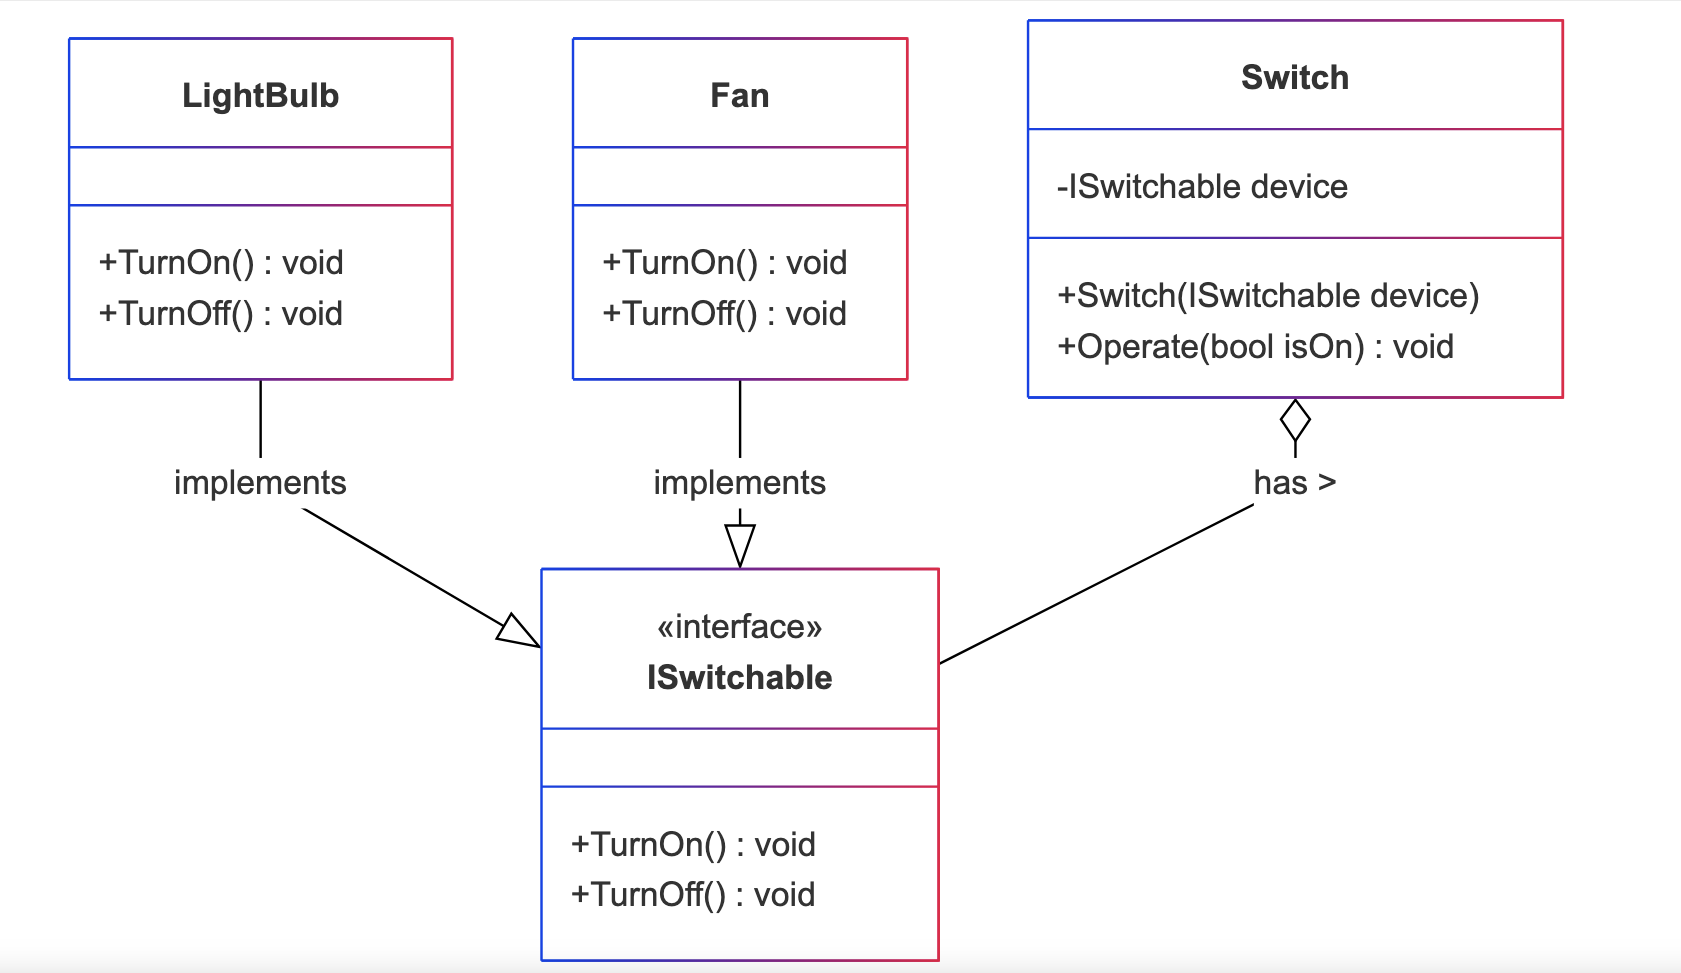 LightBulb
+TurnOn() : void
+TurnOff() : void
Fan
+TurnOn() : void
+TurnOff() : void
Switch
-ISwitchable device
+Switch(ISwitchable device)
+Operate(bool isOn) : void
implements
implements
has >
«interface»
ISwitchable
+TurnOn() : void
+TurnOff() : void